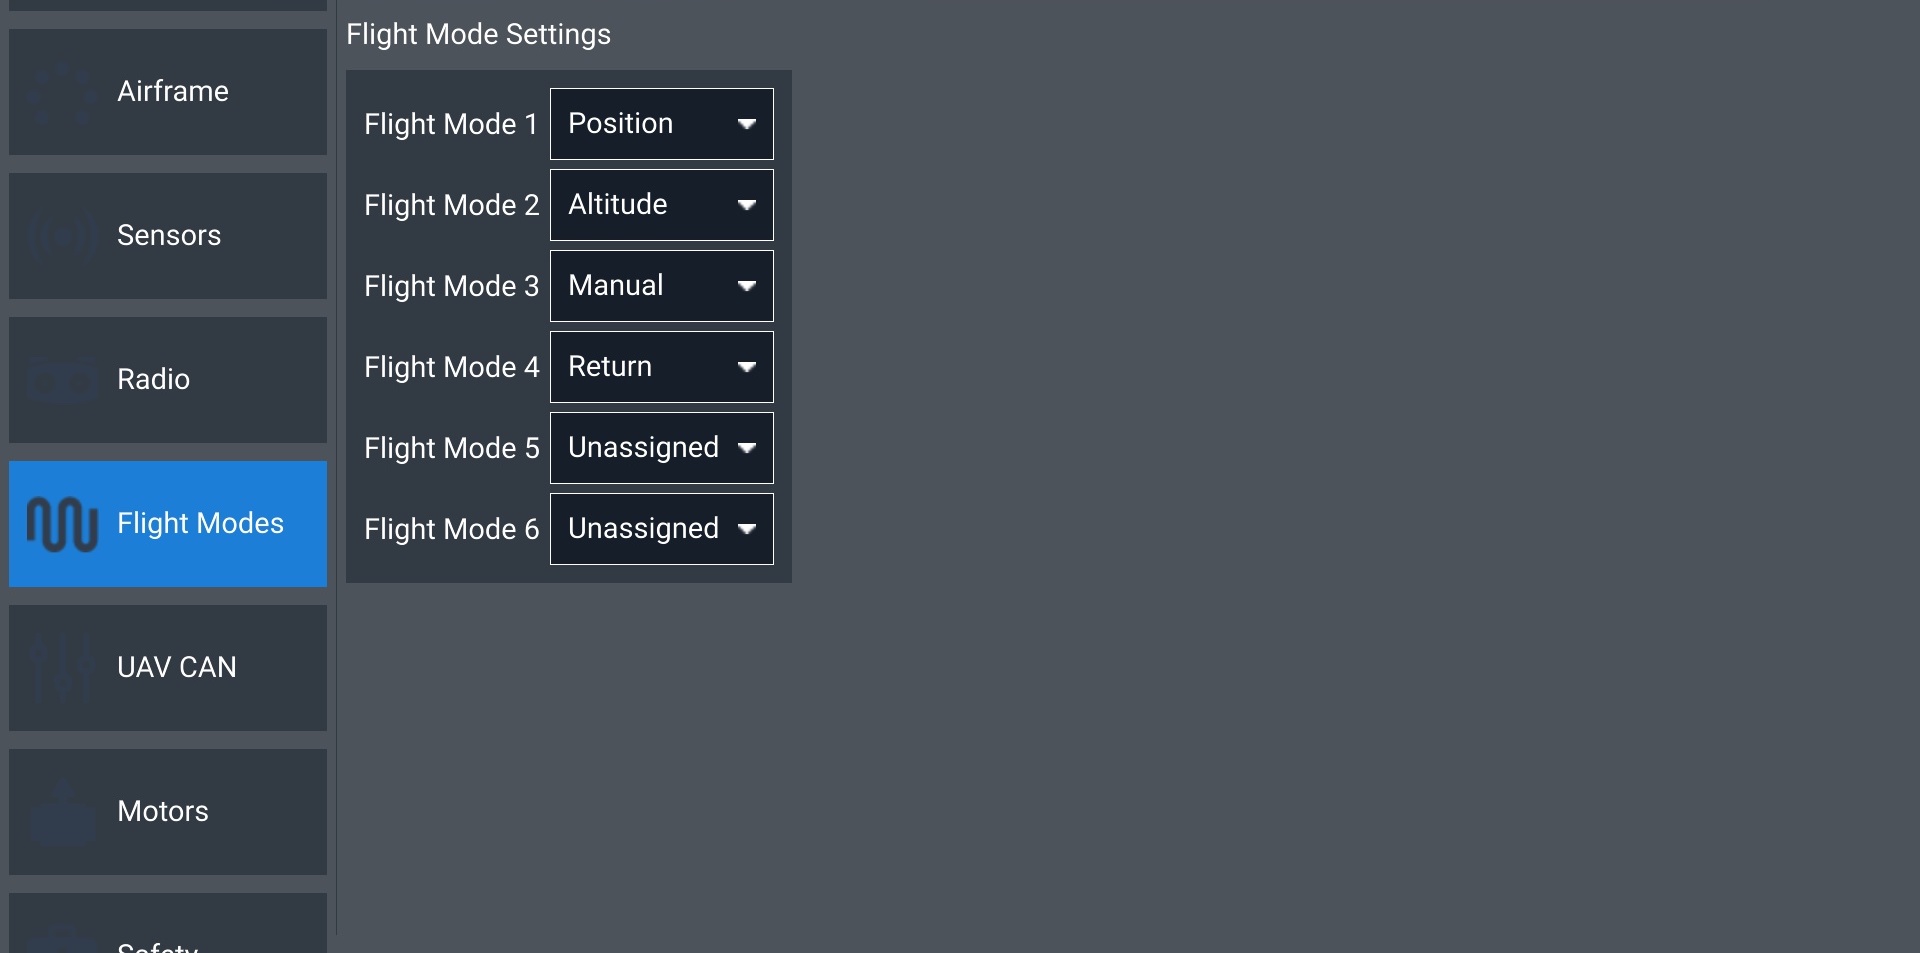 Flight Mode Settings
Airframe
Sensors
Radio
Flight Modes
UAV CAN
Motors
Safety
Flight Mode 1 Position
Flight Mode 2 Altitude
Flight Mode 3 Manual
Flight Mode 4 Return
Flight Mode 5 Unassigned
Flight Mode 6 Unassigned